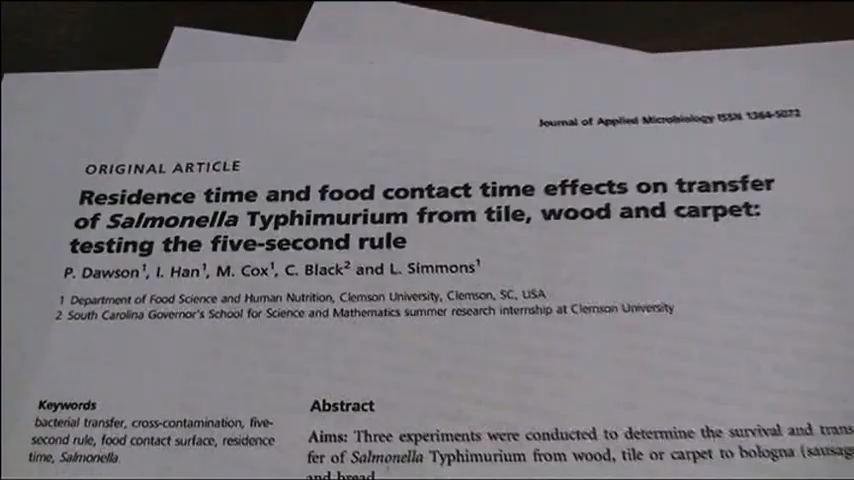 Journal of Applied Microbiology ISSN 1364-5072
ORIGINAL ARTICLE
Residence time and food contact time effects on transfer
of Salmonella Typhimurium from tile, wood and carpet:
testing the five-second rule
P. Dawson1, I. Han1, M. Cox1, C. Black2 and L. Simmons1
1 Department of Food Science and Human Nutrition, Clemson University, Clemson, SC, USA
2 South Carolina Governor's School for Science and Mathematics summer research internship at Clemson University
Keywords
bacterial transfer, cross-contamination, five-
second rule, food contact surface, residence
time, Salmonella.
Abstract
Aims: Three experiments were conducted to determine the survival and trans-
fer of Salmonella Typhimurium from wood, tile or carpet to bologna (sausage
and bread